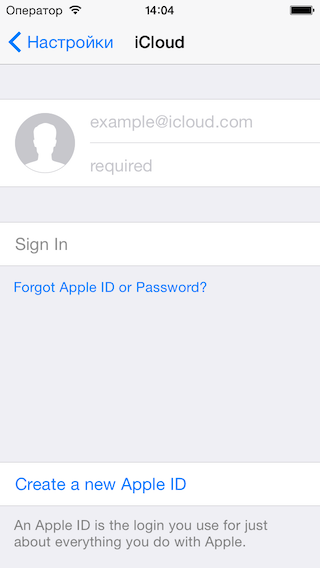 Оператор 14:04
Настройки iCloud
example@icloud.com
required
Sign In
Forgot Apple ID or Password?
Create a new Apple ID
An Apple ID is the login you use for just
about everything you do with Apple.